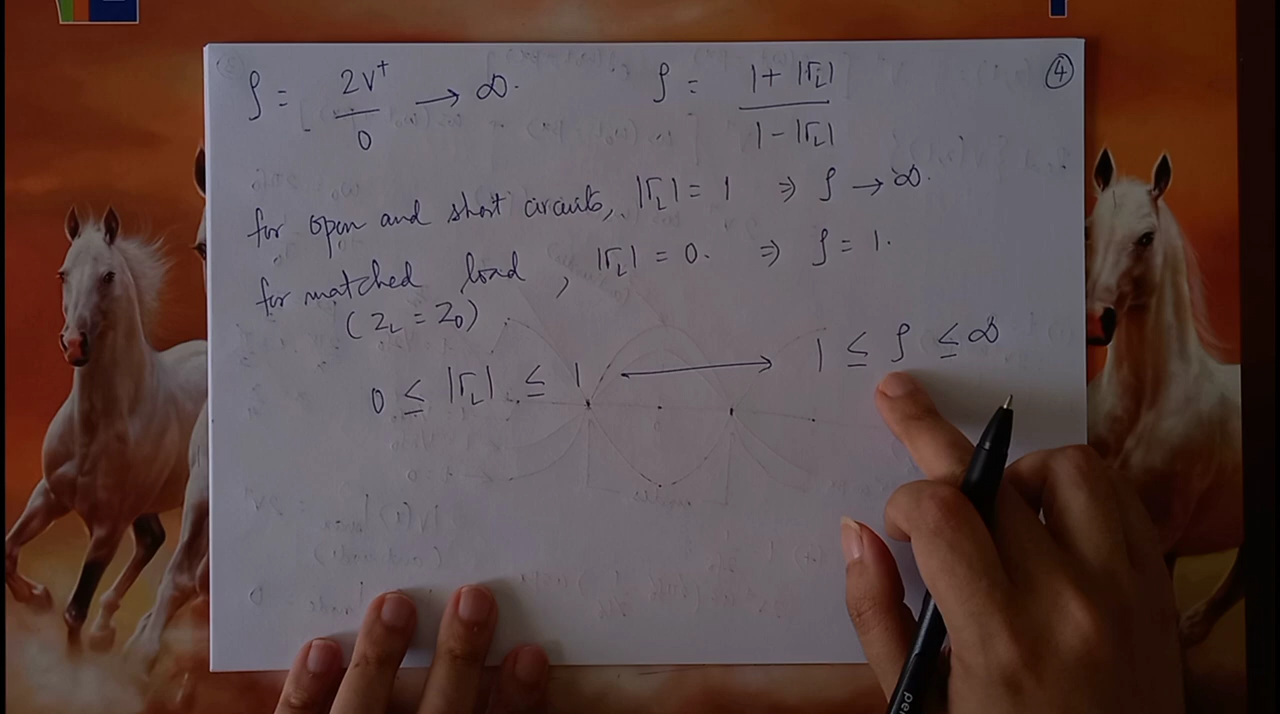 ④
ρ = 2V⁺ / 0 → ∞.
ρ = 1 + |Γ_L| / 1 - |Γ_L|
for open and short circuits, |Γ_L| = 1 ⇒ ρ → ∞.
for matched load, |Γ_L| = 0. ⇒ ρ = 1.
(Z_L = Z_0)
0 ≤ |Γ_L| ≤ 1 → 1 ≤ ρ ≤ ∞